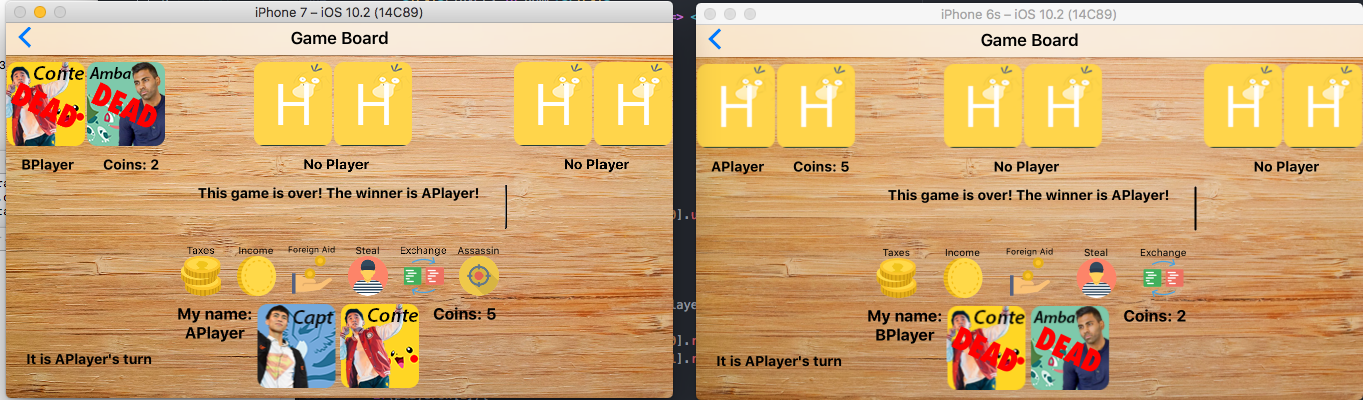 iPhone 7 – iOS 10.2 (14C89)
Game Board
Conte
DEAD
Amba
DEAD
H
H
H
H
BPlayer
Coins: 2
No Player
No Player
This game is over! The winner is APlayer!
Taxes
Income
Foreign Aid
Steal
Exchange
Assassin
My name:
APlayer
Capt
Conte
Coins: 5
It is APlayer's turn
iPhone 6s – iOS 10.2 (14C89)
Game Board
H
H
H
H
H
H
APlayer
Coins: 5
No Player
No Player
This game is over! The winner is APlayer!
Taxes
Income
Foreign Aid
Steal
Exchange
My name:
BPlayer
Conte
DEAD
Amba
DEAD
Coins: 2
It is APlayer's turn